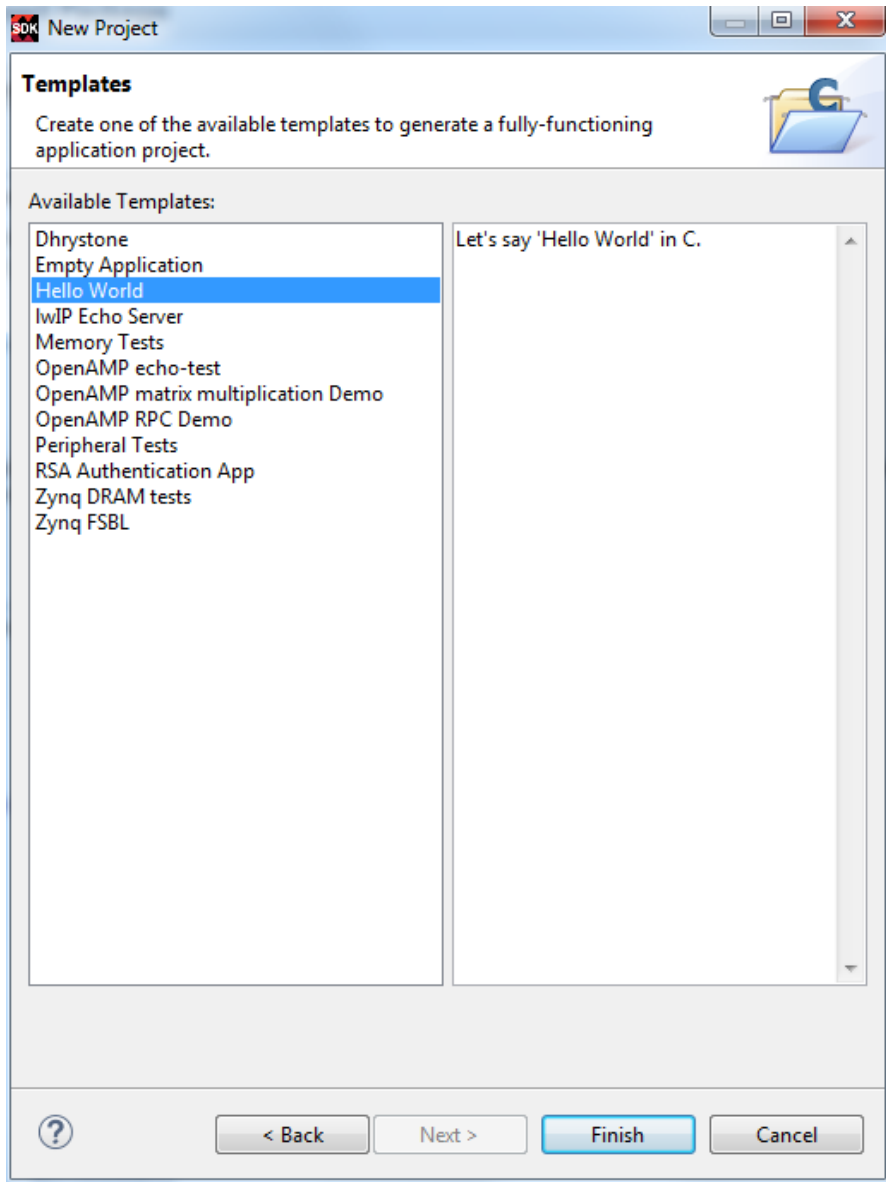 SDK New Project
X
Templates
Create one of the available templates to generate a fully-functioning
application project.
C
Available Templates:
Dhrystone
Empty Application
Hello World
lwIP Echo Server
Memory Tests
OpenAMP echo-test
OpenAMP matrix multiplication Demo
OpenAMP RPC Demo
Peripheral Tests
RSA Authentication App
Zynq DRAM tests
Zynq FSBL
Let's say 'Hello World' in C.
?
< Back
Next >
Finish
Cancel